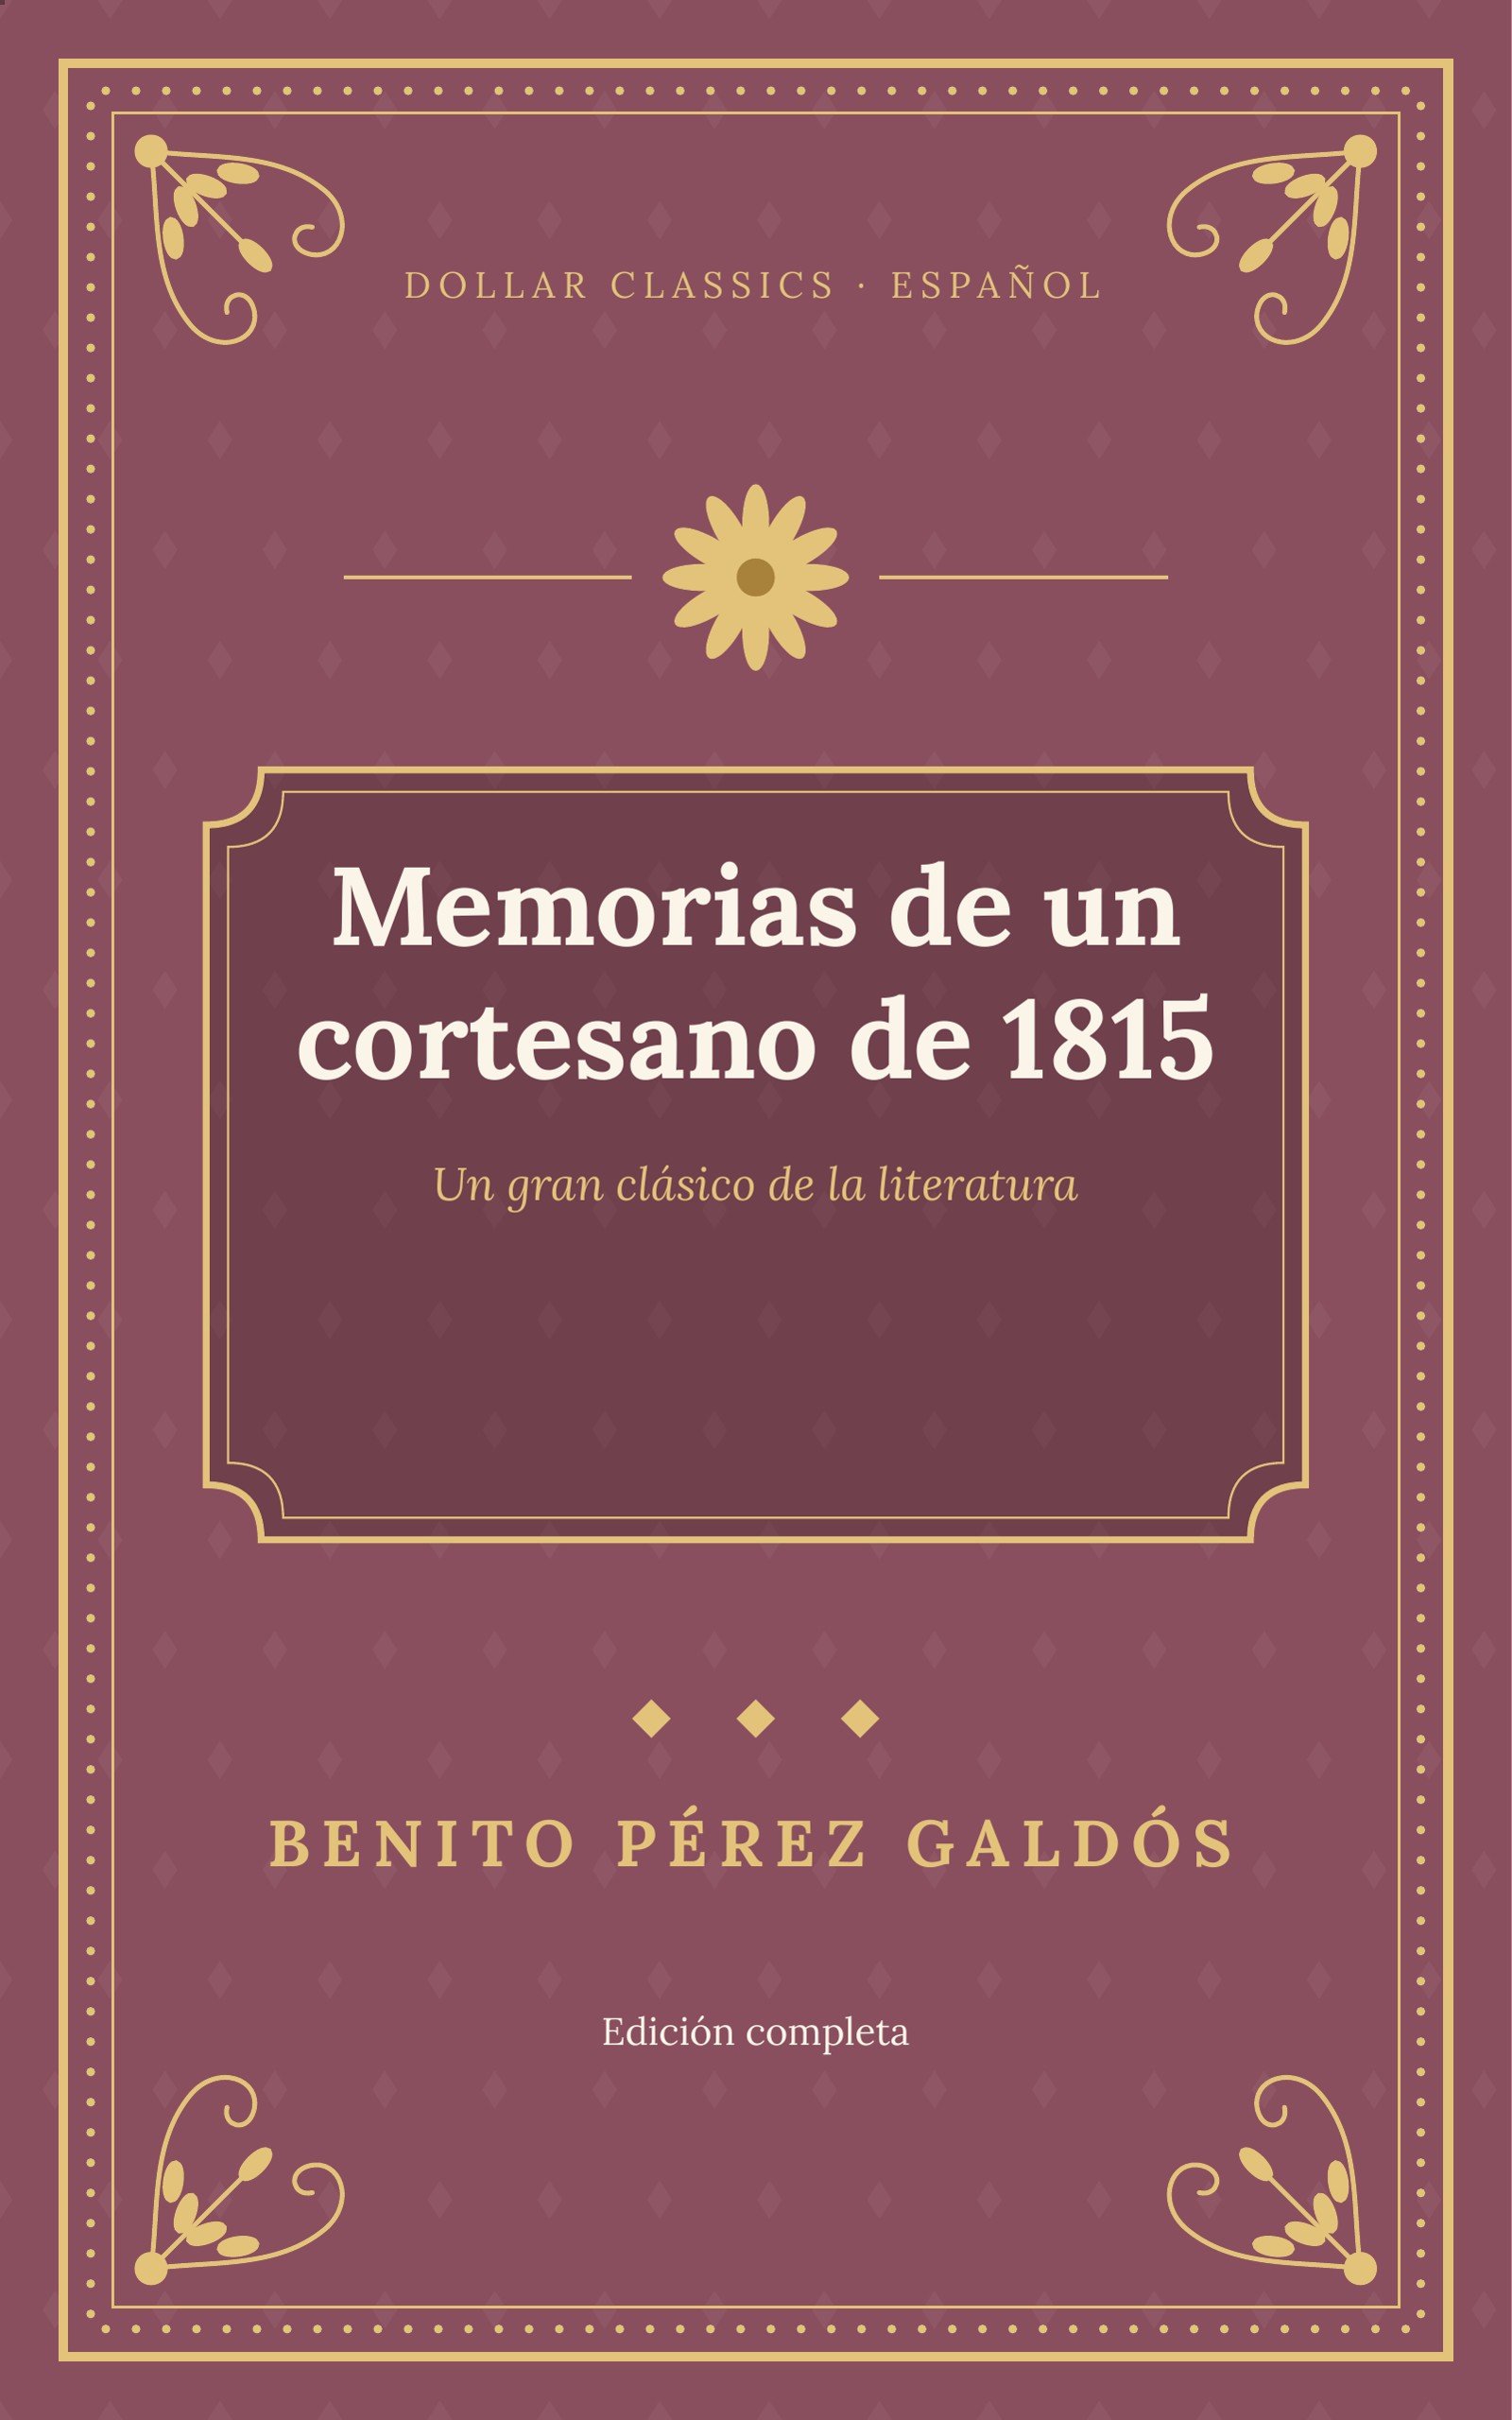 DOLLAR CLASSICS · ESPAÑOL
Memorias de un
cortesano de 1815
Un gran clásico de la literatura
BENITO PÉREZ GALDÓS
Edición completa